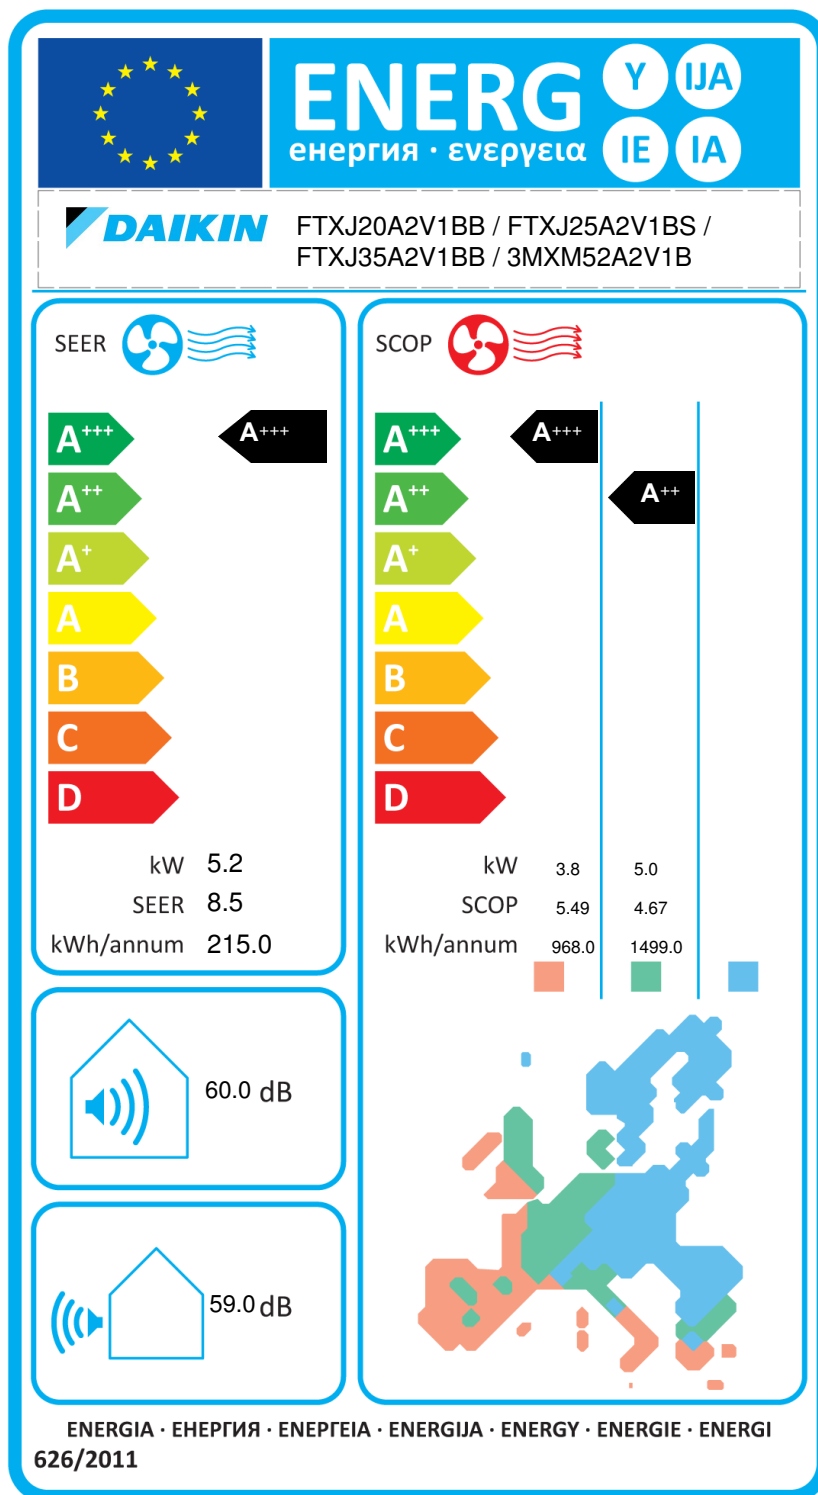 ENERG
енергия · ενεργεια
Y
IJA
IE
IA
DAIKIN
FTXJ20A2V1BB / FTXJ25A2V1BS /
FTXJ35A2V1BB / 3MXM52A2V1B
SEER
A+++
A+++
A++
A+
A
B
C
D
kW 5.2
SEER 8.5
kWh/annum 215.0
SCOP
A+++
A+++
A++
A++
A+
A
B
C
D
kW 3.8 5.0
SCOP 5.49 4.67
kWh/annum 968.0 1499.0
60.0 dB
59.0 dB
ENERGIA · ЕНЕРГИЯ · ΕΝΕΡΓΕΙΑ · ENERGIJA · ENERGY · ENERGIE · ENERGI
626/2011